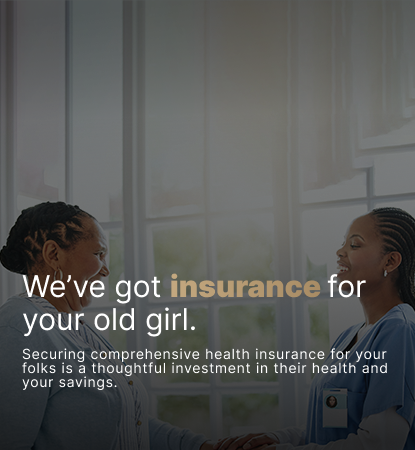 We’ve got insurance for
your old girl.
Securing comprehensive health insurance for your
folks is a thoughtful investment in their health and
your savings.